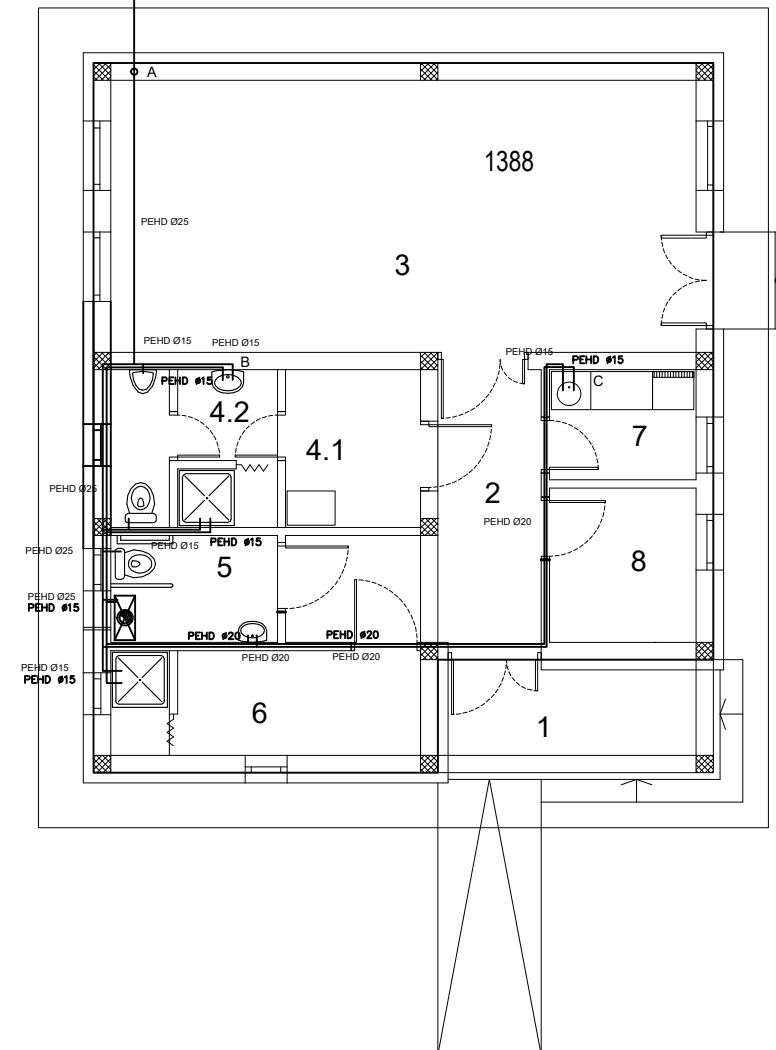 A
1388
PEHD Ø25
3
PEHD Ø15
PEHD Ø15
B
PEHD ø15
PEHD Ø15
PEHD ø15
C
4.2
4.1
7
2
PEHD Ø25
PEHD Ø20
PEHD Ø15
PEHD ø15
PEHD Ø25
5
8
PEHD Ø25
PEHD ø15
PEHD ø20
PEHD ø20
PEHD Ø20
PEHD Ø20
PEHD Ø15
PEHD ø15
6
1